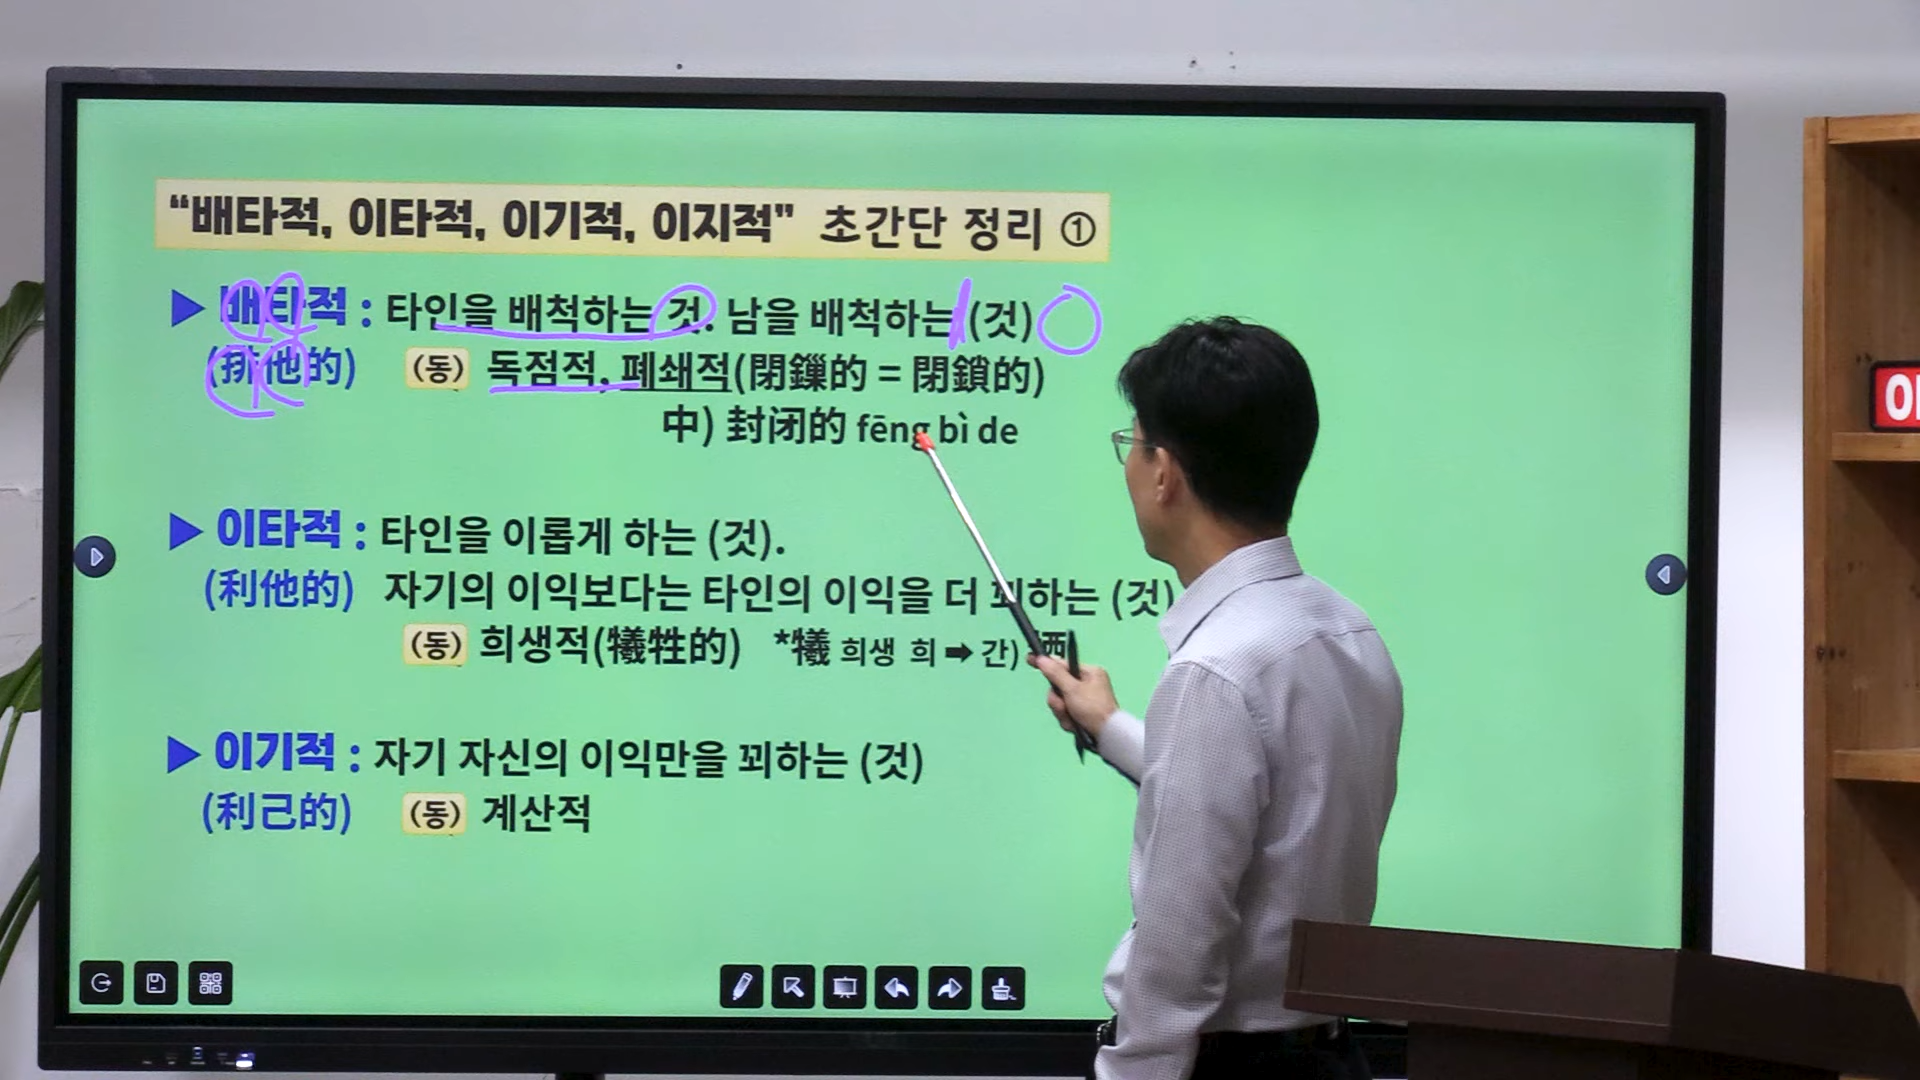 “배타적, 이타적, 이기적, 이지적” 초간단 정리 ①
▶ 배타적 : 타인을 배척하는 것. 남을 배척하는 (것)
(排他的) (동) 독점적, 폐쇄적(閉鏁的 = 閉鎖的)
中) 封闭的 fēng bì de
▶ 이타적 : 타인을 이롭게 하는 (것).
(利他的) 자기의 이익보다는 타인의 이익을 더 꾀하는 (것)
(동) 희생적(犧牲的) *犧 희생 희 ➡ 간)
▶ 이기적 : 자기 자신의 이익만을 꾀하는 (것)
(利己的) (동) 계산적